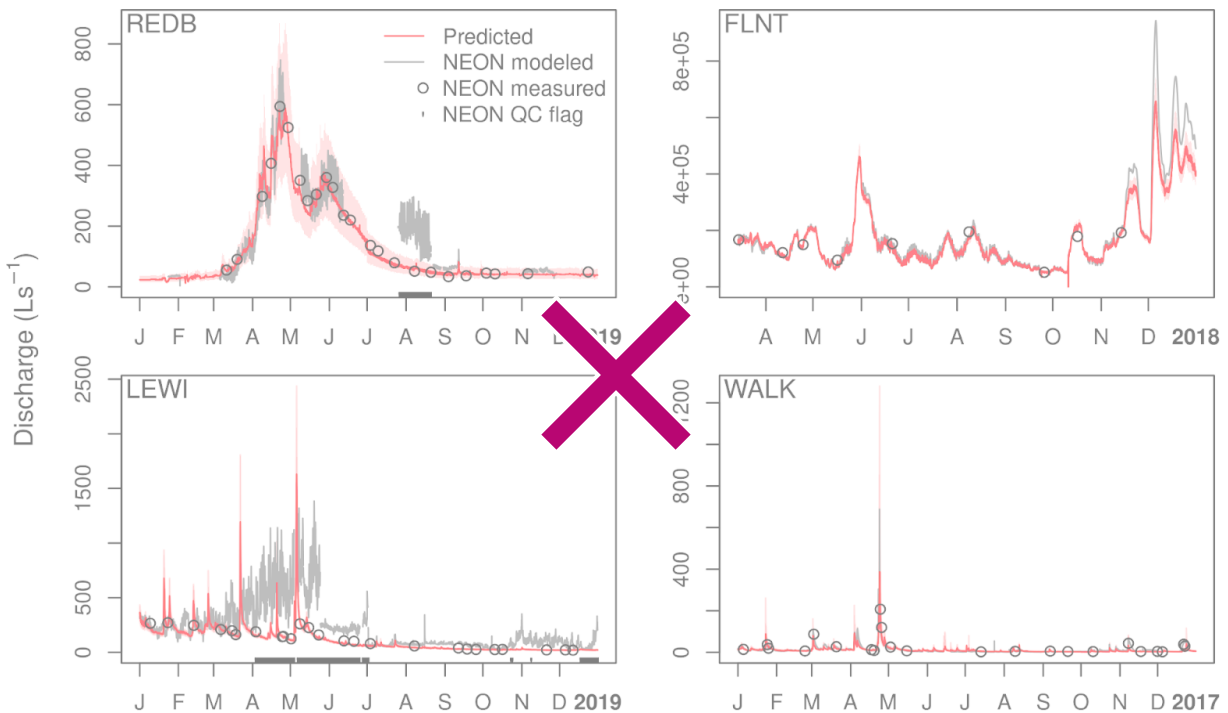 Discharge (Ls⁻¹)
REDB
Predicted
NEON modeled
NEON measured
NEON QC flag
800
600
400
200
0
J F M A M J J A S O N D 2019
FLNT
8e+05
4e+05
e+00
A M J J A S O N D 2018
LEWI
2500
1500
500
0
J F M A M J J A S O N D 2019
WALK
1200
800
400
0
J F M A M J J A S O N D 2017